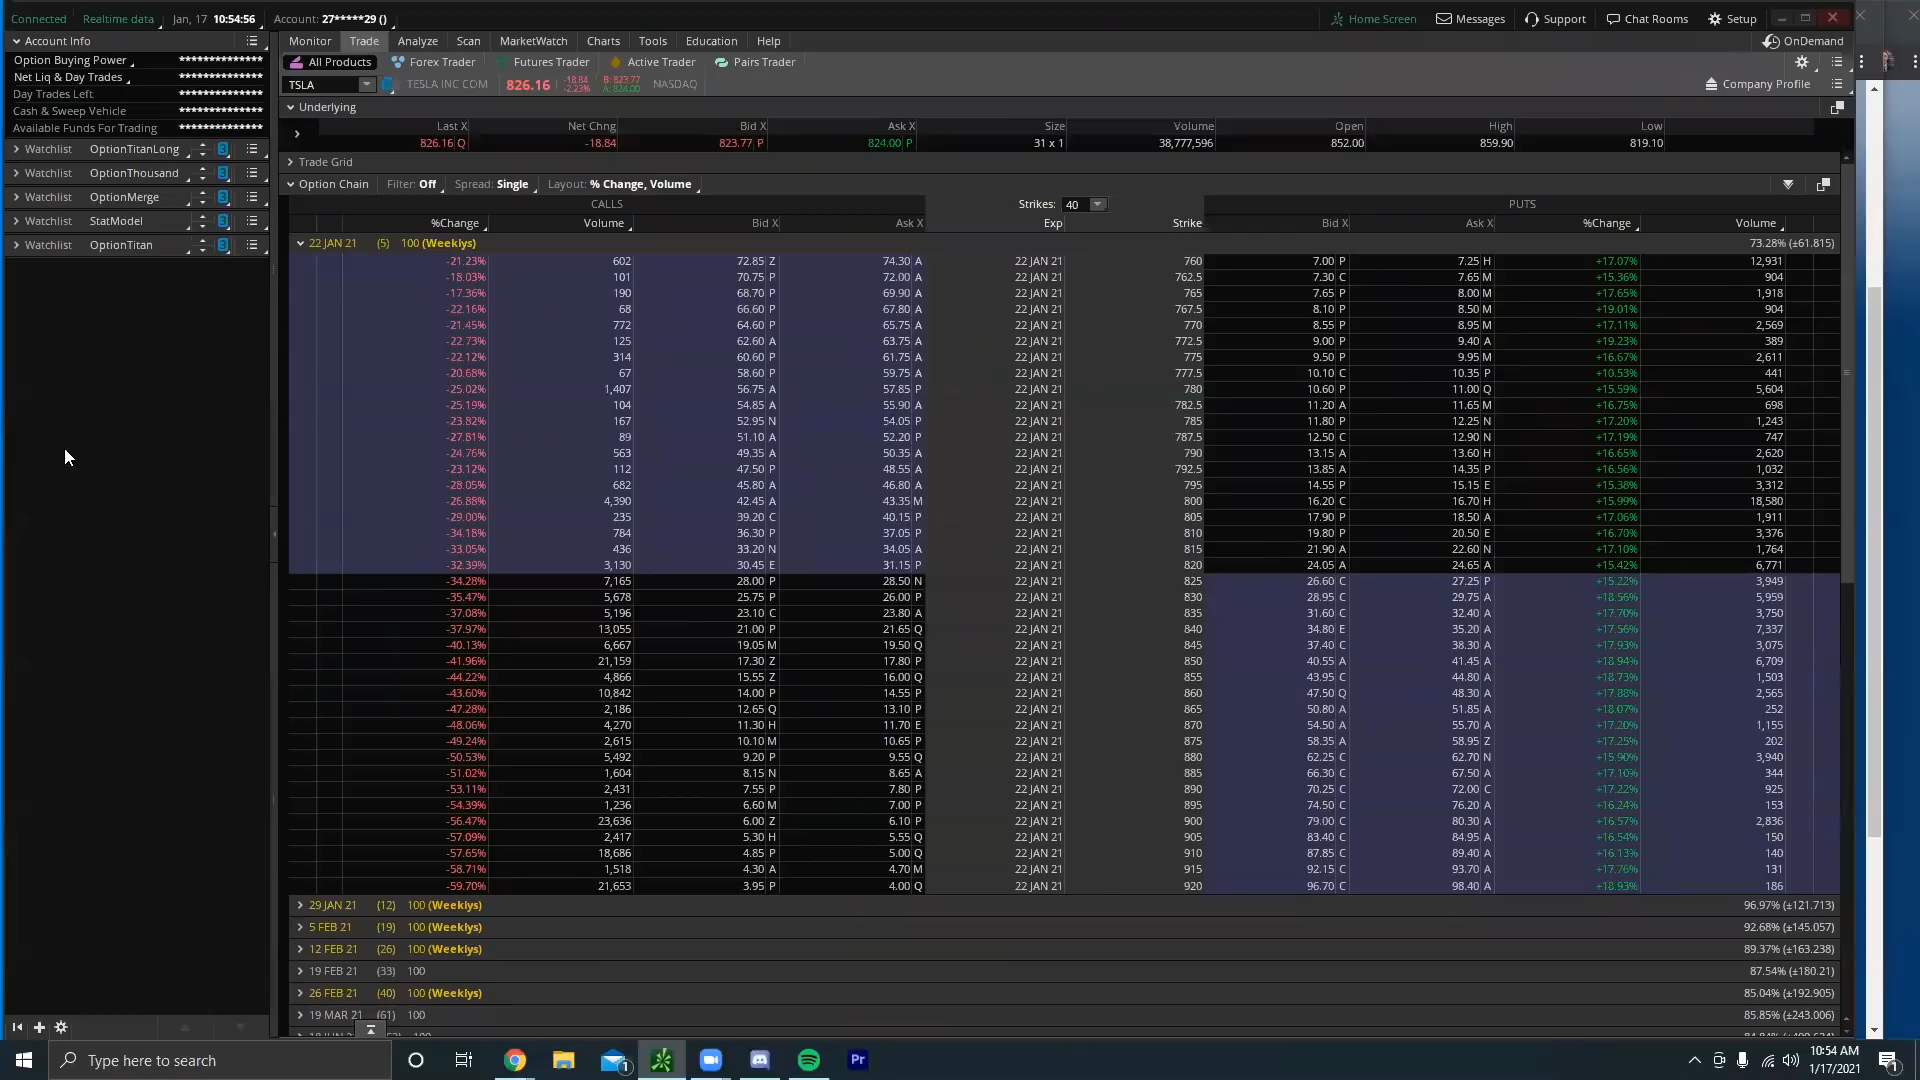 Connected Realtime data Jan, 17 10:54:56 Account: 27*****29 ()
Home Screen Messages Support Chat Rooms Setup
Account Info
Option Buying Power **************
Net Liq & Day Trades **************
Day Trades Left **************
Cash & Sweep Vehicle **************
Available Funds For Trading **************
Watchlist OptionTitanLong
Watchlist OptionThousand
Watchlist OptionMerge
Watchlist StatModel
Watchlist OptionTitan
Monitor Trade Analyze Scan MarketWatch Charts Tools Education Help OnDemand
All Products Forex Trader Futures Trader Active Trader Pairs Trader
TSLA TESLA INC COM 826.16 -18.84 -2.23% B: 823.77 A: 824.00 NASDAQ Company Profile
Underlying
Last X Net Chng Bid X Ask X Size Volume Open High Low
826.16 Q -18.84 823.77 P 824.00 P 31 x 1 38,777,596 852.00 859.90 819.10
Trade Grid
Option Chain Filter: Off Spread: Single Layout: % Change, Volume
CALLS Strikes: 40 PUTS
%Change Volume Bid X Ask X Exp Strike Bid X Ask X %Change Volume
22 JAN 21 (5) 100 (Weeklys) 73.28% (±61.815)
-21.23% 602 72.85 Z 74.30 A 22 JAN 21 760 7.00 P 7.25 H +17.07% 12,931
-18.03% 101 70.75 P 72.00 A 22 JAN 21 762.5 7.30 C 7.65 M +15.36% 904
-17.36% 190 68.70 P 69.90 A 22 JAN 21 765 7.65 P 8.00 M +17.65% 1,918
-22.16% 68 66.60 P 67.80 A 22 JAN 21 767.5 8.10 P 8.50 M +19.01% 904
-21.45% 772 64.60 P 65.75 A 22 JAN 21 770 8.55 P 8.95 M +17.11% 2,569
-22.73% 125 62.60 A 63.75 A 22 JAN 21 772.5 9.00 P 9.40 A +19.23% 389
-22.12% 314 60.60 P 61.75 A 22 JAN 21 775 9.50 P 9.95 M +16.67% 2,611
-20.68% 67 58.60 P 59.75 A 22 JAN 21 777.5 10.10 C 10.35 P +10.53% 441
-25.02% 1,407 56.75 A 57.85 P 22 JAN 21 780 10.60 P 11.00 Q +15.59% 5,604
-25.19% 104 54.85 A 55.90 A 22 JAN 21 782.5 11.20 A 11.65 M +16.75% 698
-23.82% 167 52.95 N 54.05 P 22 JAN 21 785 11.80 P 12.25 N +17.20% 1,243
-27.81% 89 51.10 A 52.20 P 22 JAN 21 787.5 12.50 C 12.90 N +17.19% 747
-24.76% 563 49.35 A 50.35 A 22 JAN 21 790 13.15 A 13.60 H +16.65% 2,620
-23.12% 112 47.50 P 48.55 A 22 JAN 21 792.5 13.85 A 14.35 P +16.56% 1,032
-28.05% 682 45.80 A 46.80 A 22 JAN 21 795 14.55 P 15.15 E +15.38% 3,312
-26.88% 4,390 42.45 A 43.35 M 22 JAN 21 800 16.20 C 16.70 H +15.99% 18,580
-29.00% 235 39.20 C 40.15 P 22 JAN 21 805 17.90 P 18.50 A +17.06% 1,911
-34.18% 784 36.30 P 37.05 P 22 JAN 21 810 19.80 P 20.50 E +16.70% 3,376
-33.05% 436 33.20 N 34.05 A 22 JAN 21 815 21.90 A 22.60 N +17.10% 1,764
-32.39% 3,130 30.45 E 31.15 P 22 JAN 21 820 24.05 A 24.65 A +15.42% 6,771
-34.28% 7,165 28.00 P 28.50 N 22 JAN 21 825 26.60 C 27.25 P +15.22% 3,949
-35.47% 5,678 25.75 P 26.00 P 22 JAN 21 830 28.95 C 29.75 A +18.56% 5,959
-37.08% 5,196 23.10 C 23.80 A 22 JAN 21 835 31.60 C 32.40 A +17.70% 3,750
-37.97% 13,055 21.00 P 21.65 Q 22 JAN 21 840 34.80 E 35.20 A +17.56% 7,337
-40.13% 6,667 19.05 M 19.50 Q 22 JAN 21 845 37.40 C 38.30 A +17.93% 3,075
-41.96% 21,159 17.30 Z 17.80 P 22 JAN 21 850 40.55 A 41.45 A +18.94% 6,709
-44.22% 4,866 15.55 Z 16.00 Q 22 JAN 21 855 43.95 C 44.80 A +18.73% 1,503
-43.60% 10,842 14.00 P 14.55 P 22 JAN 21 860 47.50 Q 48.30 A +17.88% 2,565
-47.28% 2,186 12.65 Q 13.10 P 22 JAN 21 865 50.80 A 51.85 A +18.07% 252
-48.06% 4,270 11.30 H 11.70 E 22 JAN 21 870 54.50 A 55.70 A +17.20% 1,155
-49.24% 2,615 10.10 M 10.65 P 22 JAN 21 875 58.35 A 58.95 Z +17.25% 202
-50.53% 5,492 9.20 P 9.55 Q 22 JAN 21 880 62.25 C 62.70 N +15.90% 3,940
-51.02% 1,604 8.15 N 8.65 A 22 JAN 21 885 66.30 C 67.50 A +17.10% 344
-53.11% 2,431 7.55 P 7.80 P 22 JAN 21 890 70.25 C 72.00 C +17.22% 925
-54.39% 1,236 6.60 M 7.00 P 22 JAN 21 895 74.50 C 76.20 A +16.24% 153
-56.47% 23,636 6.00 Z 6.10 P 22 JAN 21 900 79.00 C 80.30 A +16.57% 2,836
-57.09% 2,417 5.30 H 5.55 Q 22 JAN 21 905 83.40 C 84.95 A +16.54% 150
-57.65% 18,686 4.85 P 5.00 Q 22 JAN 21 910 87.85 C 89.40 A +16.13% 140
-58.71% 1,518 4.30 A 4.70 M 22 JAN 21 915 92.15 C 93.70 A +17.76% 131
-59.70% 21,653 3.95 P 4.00 Q 22 JAN 21 920 96.70 C 98.40 A +18.93% 186
29 JAN 21 (12) 100 (Weeklys) 96.97% (±121.713)
5 FEB 21 (19) 100 (Weeklys) 92.68% (±145.057)
12 FEB 21 (26) 100 (Weeklys) 89.37% (±163.238)
19 FEB 21 (33) 100 87.54% (±180.21)
26 FEB 21 (40) 100 (Weeklys) 85.04% (±192.905)
19 MAR 21 (61) 100 85.85% (±243.006)
Type here to search
Pr
10:54 AM
1/17/2021